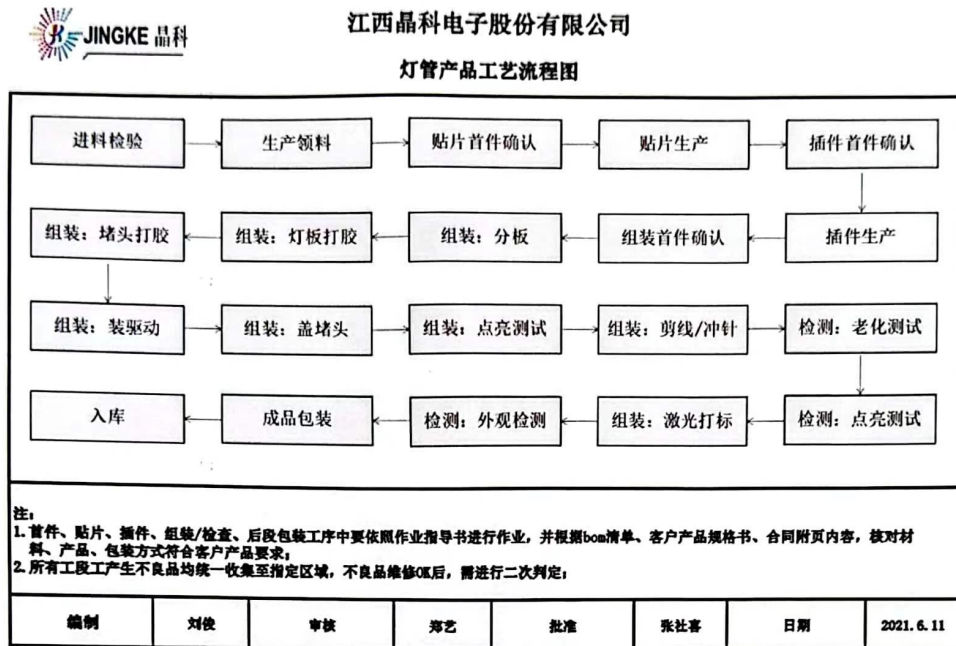 JINGKE 晶科
江西晶科电子股份有限公司
灯管产品工艺流程图
进料检验
生产领料
贴片首件确认
贴片生产
插件首件确认
插件生产
组装首件确认
组装：分板
组装：灯板打胶
组装：堵头打胶
组装：装驱动
组装：盖堵头
组装：点亮测试
组装：剪线/冲针
检测：老化测试
检测：点亮测试
组装：激光打标
检测：外观检测
成品包装
入库
注：
1.首件、贴片、插件、组装/检查、后段包装工序中要依照作业指导书进行作业，并根据bom清单、客户产品规格书、合同附页内容，核对材
料、产品、包装方式符合客户产品要求；
2.所有工段工产生不良品均统一收集至指定区域，不良品维修OK后，需进行二次判定；
编制 刘俊 审核 郑艺 批准 张社喜 日期 2021.6.11